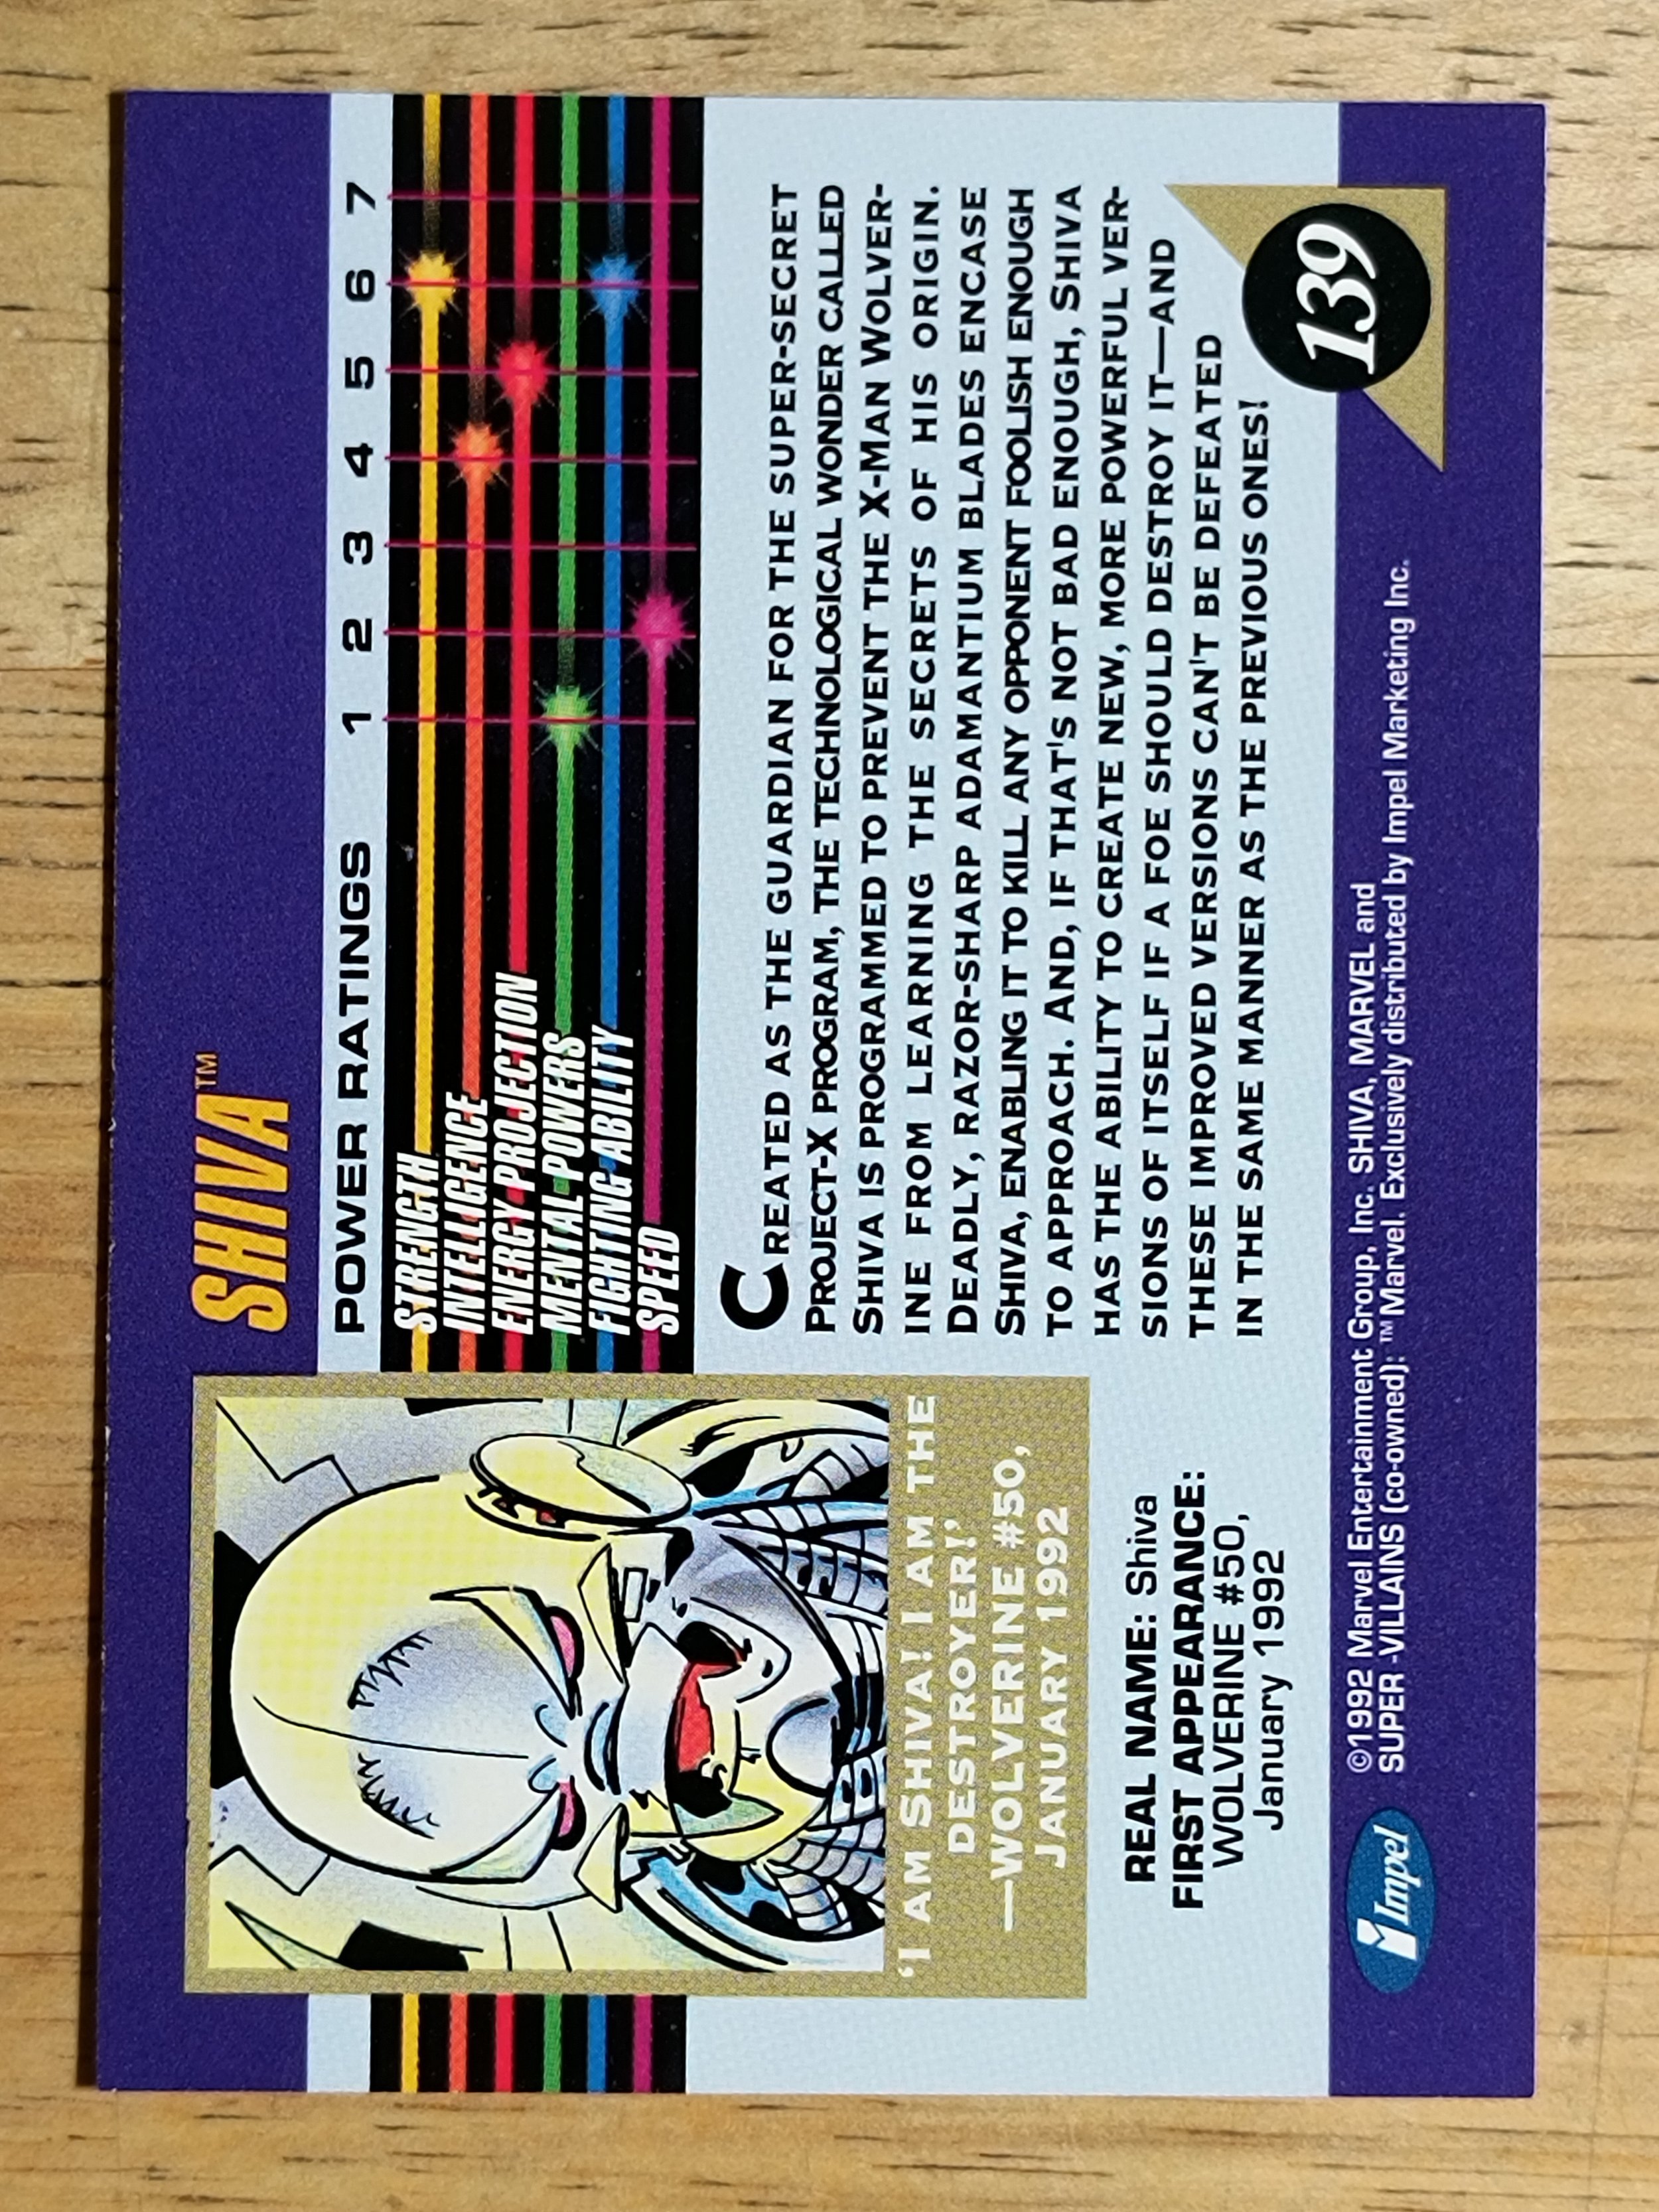 SHIVA™
POWER RATINGS 1 2 3 4 5 6 7
STRENGTH
INTELLIGENCE
ENERGY PROJECTION
MENTAL POWERS
FIGHTING ABILITY
SPEED
"I AM SHIVA! I AM THE
DESTROYER!"
—WOLVERINE #50,
JANUARY 1992
REAL NAME: Shiva
FIRST APPEARANCE:
WOLVERINE #50,
January 1992
CREATED AS THE GUARDIAN FOR THE SUPER-SECRET
PROJECT-X PROGRAM, THE TECHNOLOGICAL WONDER CALLED
SHIVA IS PROGRAMMED TO PREVENT THE X-MAN WOLVER-
INE FROM LEARNING THE SECRETS OF HIS ORIGIN.
DEADLY, RAZOR-SHARP ADAMANTIUM BLADES ENCASE
SHIVA, ENABLING IT TO KILL ANY OPPONENT FOOLISH ENOUGH
TO APPROACH. AND, IF THAT'S NOT BAD ENOUGH, SHIVA
HAS THE ABILITY TO CREATE NEW, MORE POWERFUL VER-
SIONS OF ITSELF IF A FOE SHOULD DESTROY IT—AND
THESE IMPROVED VERSIONS CAN'T BE DEFEATED
IN THE SAME MANNER AS THE PREVIOUS ONES!
139
Impel
©1992 Marvel Entertainment Group, Inc. SHIVA, MARVEL and
SUPER -VILLAINS (co-owned): ™ Marvel. Exclusively distributed by Impel Marketing Inc.